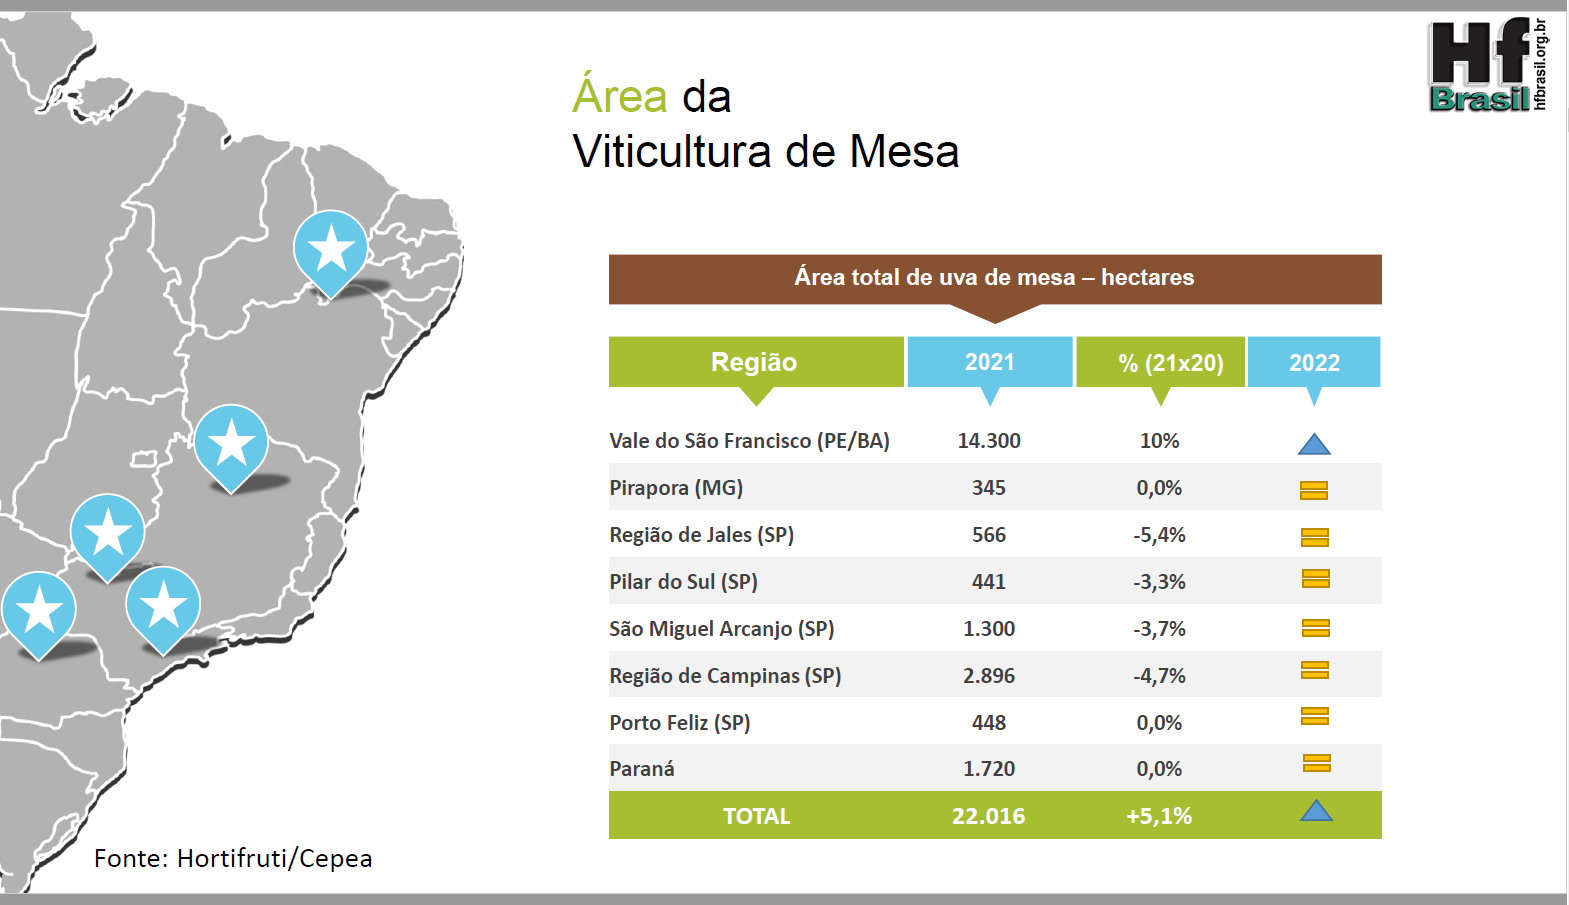 Hf
Brasil
hfbrasil.org.br
Área da
Viticultura de Mesa
Área total de uva de mesa – hectares
Região 2021 % (21x20) 2022
Vale do São Francisco (PE/BA) 14.300 10%
Pirapora (MG) 345 0,0%
Região de Jales (SP) 566 -5,4%
Pilar do Sul (SP) 441 -3,3%
São Miguel Arcanjo (SP) 1.300 -3,7%
Região de Campinas (SP) 2.896 -4,7%
Porto Feliz (SP) 448 0,0%
Paraná 1.720 0,0%
TOTAL 22.016 +5,1%
Fonte: Hortifruti/Cepea